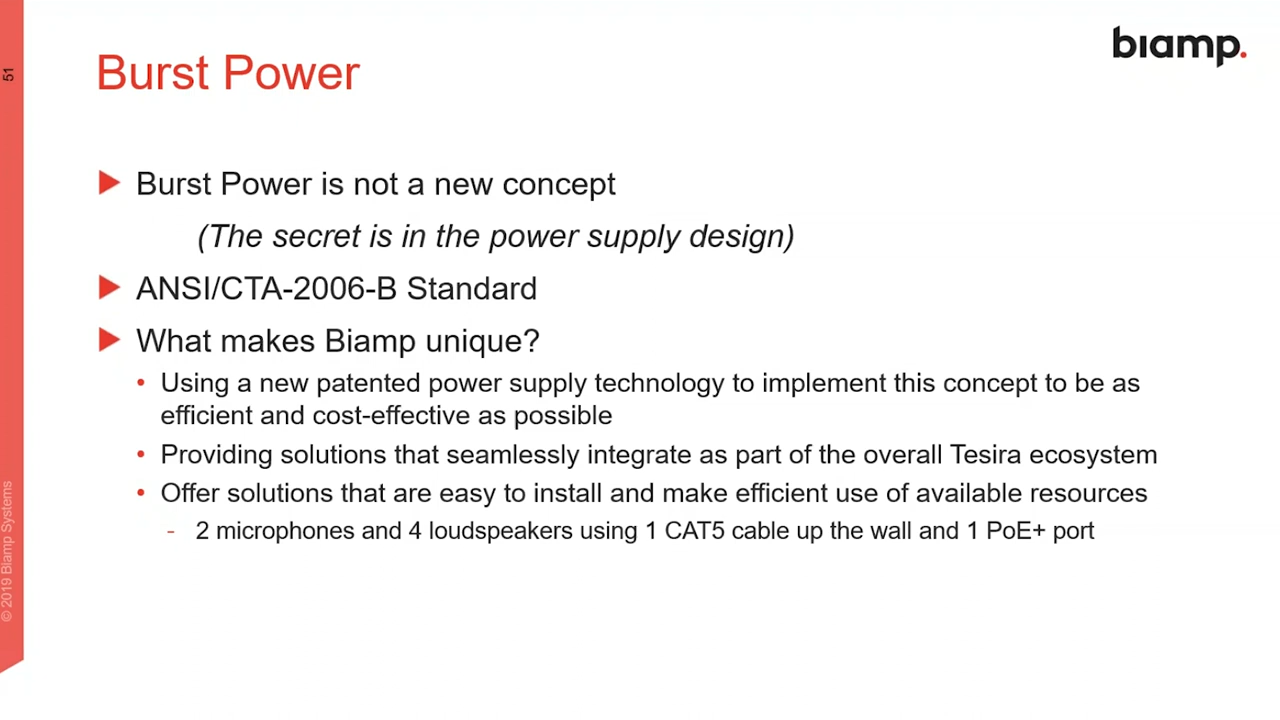 biamp.
Burst Power
51
Burst Power is not a new concept
(The secret is in the power supply design)
ANSI/CTA-2006-B Standard
What makes Biamp unique?
• Using a new patented power supply technology to implement this concept to be as
efficient and cost-effective as possible
• Providing solutions that seamlessly integrate as part of the overall Tesira ecosystem
• Offer solutions that are easy to install and make efficient use of available resources
- 2 microphones and 4 loudspeakers using 1 CAT5 cable up the wall and 1 PoE+ port
© 2019 Biamp Systems